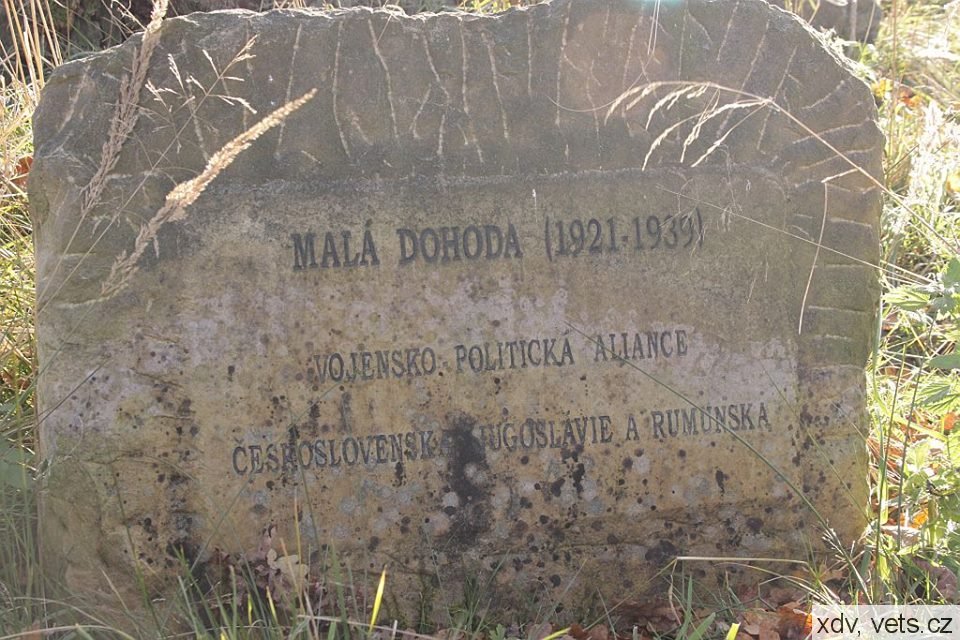 MALÁ DOHODA (1921-1939)
VOJENSKO POLITICKÁ ALIANCE
ČESKOSLOVENSKA JUGOSLÁVIE A RUMUNSKA
xdv, vets.cz